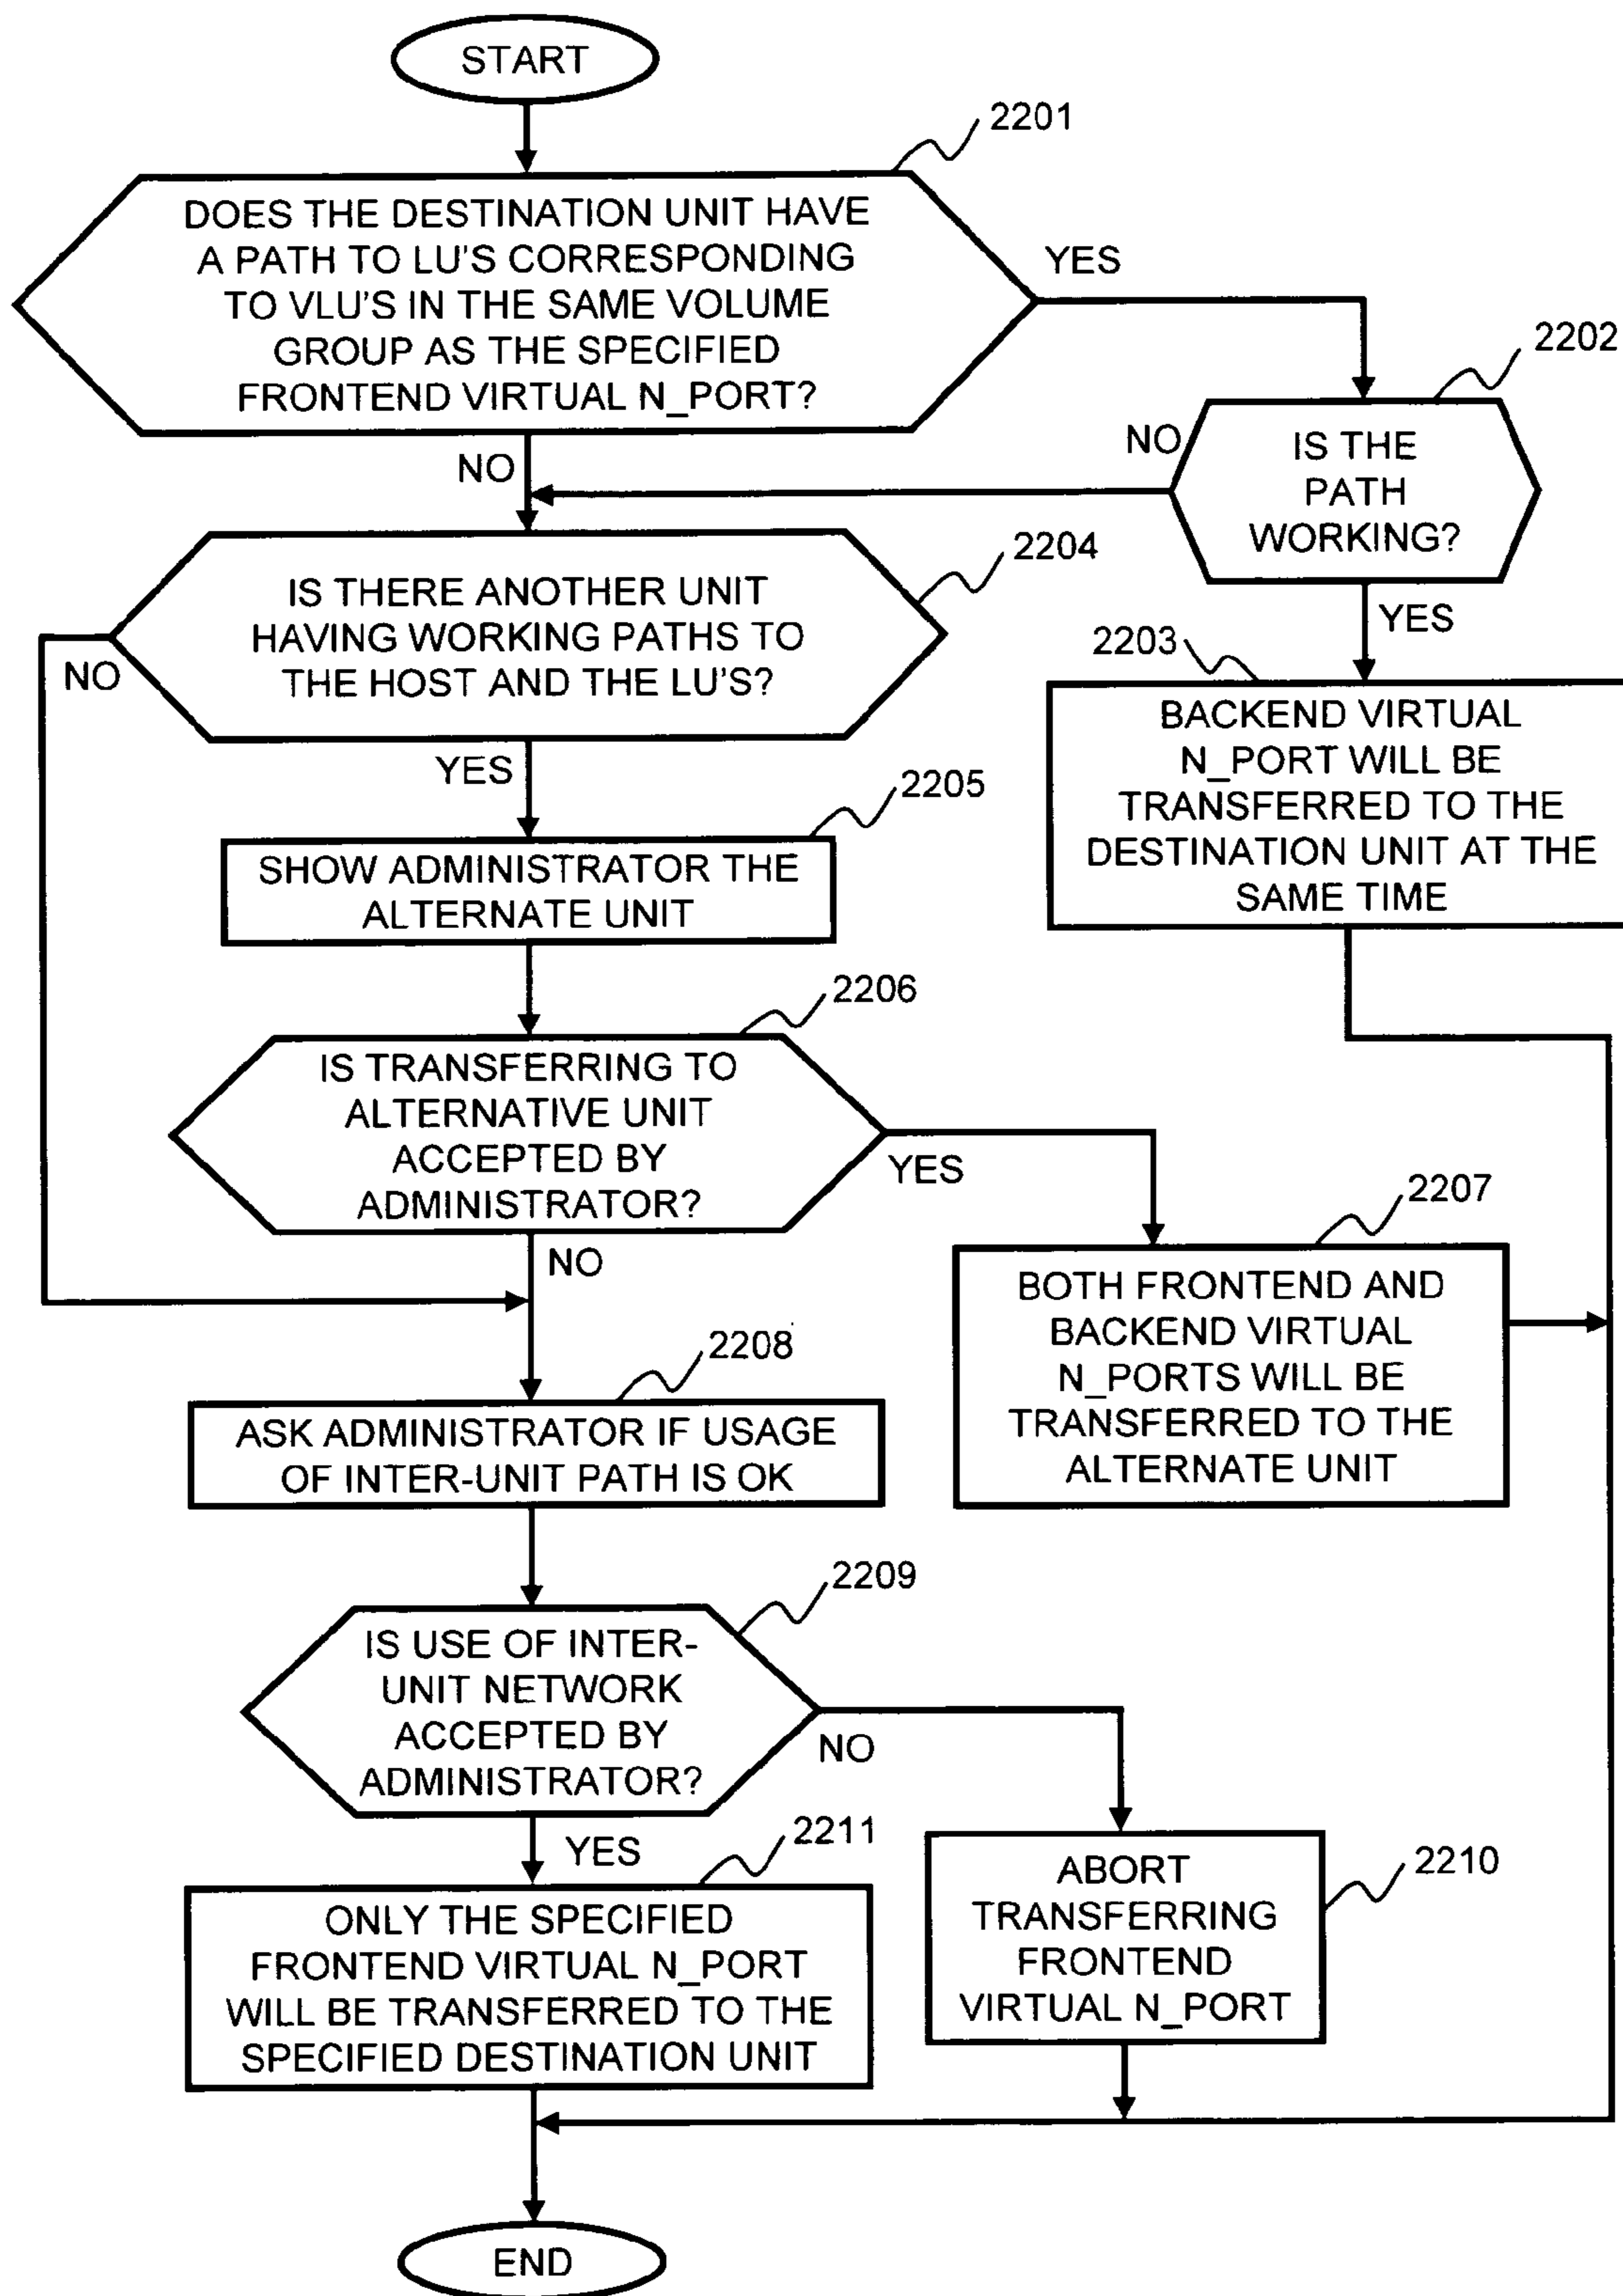 START
2201
DOES THE DESTINATION UNIT HAVE
A PATH TO LU'S CORRESPONDING
TO VLU'S IN THE SAME VOLUME
GROUP AS THE SPECIFIED
FRONTEND VIRTUAL N_PORT?
YES
NO
2202
IS THE
PATH
WORKING?
NO
YES
2203
BACKEND VIRTUAL
N_PORT WILL BE
TRANSFERRED TO THE
DESTINATION UNIT AT THE
SAME TIME
2204
IS THERE ANOTHER UNIT
HAVING WORKING PATHS TO
THE HOST AND THE LU'S?
NO
YES
2205
SHOW ADMINISTRATOR THE
ALTERNATE UNIT
2206
IS TRANSFERRING TO
ALTERNATIVE UNIT
ACCEPTED BY
ADMINISTRATOR?
YES
NO
2207
BOTH FRONTEND AND
BACKEND VIRTUAL
N_PORTS WILL BE
TRANSFERRED TO THE
ALTERNATE UNIT
2208
ASK ADMINISTRATOR IF USAGE
OF INTER-UNIT PATH IS OK
2209
IS USE OF INTER-
UNIT NETWORK
ACCEPTED BY
ADMINISTRATOR?
NO
YES
2210
ABORT
TRANSFERRING
FRONTEND
VIRTUAL N_PORT
2211
ONLY THE SPECIFIED
FRONTEND VIRTUAL N_PORT
WILL BE TRANSFERRED TO THE
SPECIFIED DESTINATION UNIT
END